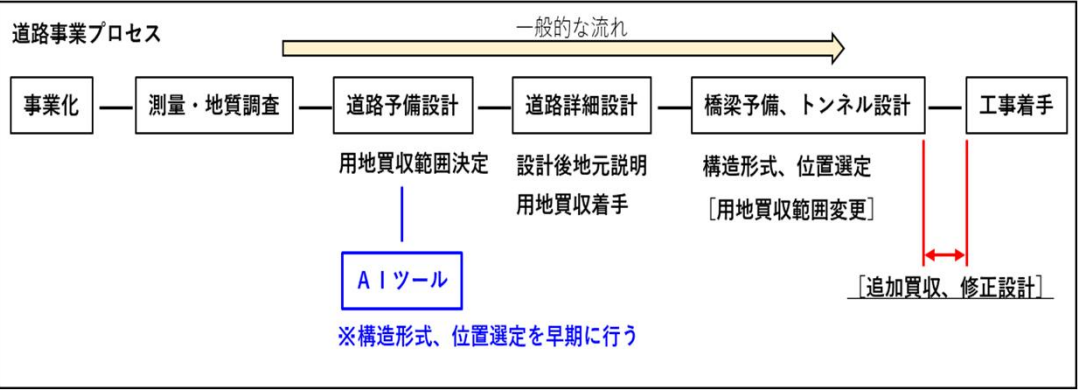 道路事業プロセス
一般的な流れ
事業化
測量・地質調査
道路予備設計
道路詳細設計
橋梁予備、トンネル設計
工事着手
用地買収範囲決定
設計後地元説明
用地買収着手
構造形式、位置選定
[用地買収範囲変更]
AIツール
[追加買収、修正設計]
※構造形式、位置選定を早期に行う